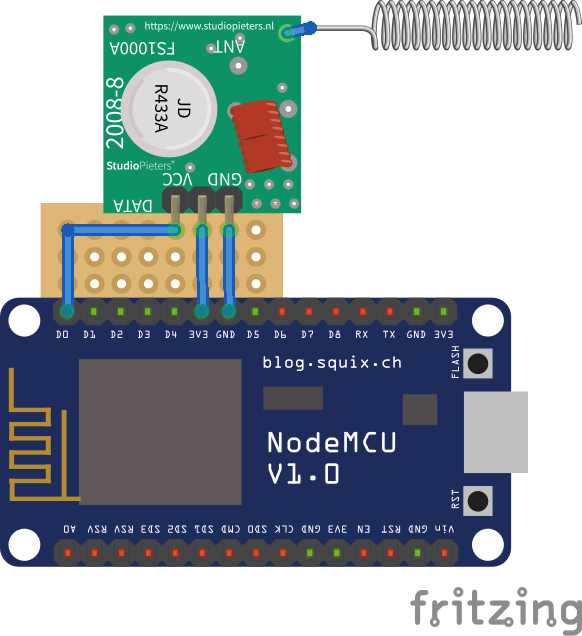 https://www.studiopieters.nl
FS1000A
ANT
2008-8
JD
R433A
StudioPieters®
VCC
GND
DATA
D0 D1 D2 D3 D4 3V3 GND D5 D6 D7 D8 RX TX GND 3V3
blog.squix.ch
FLASH
NodeMCU
V1.0
RST
A0 RSV RSV SD3 SD2 SD1 CMD SD0 CLK GND 3V3 EN RST GND Vin
fritzing